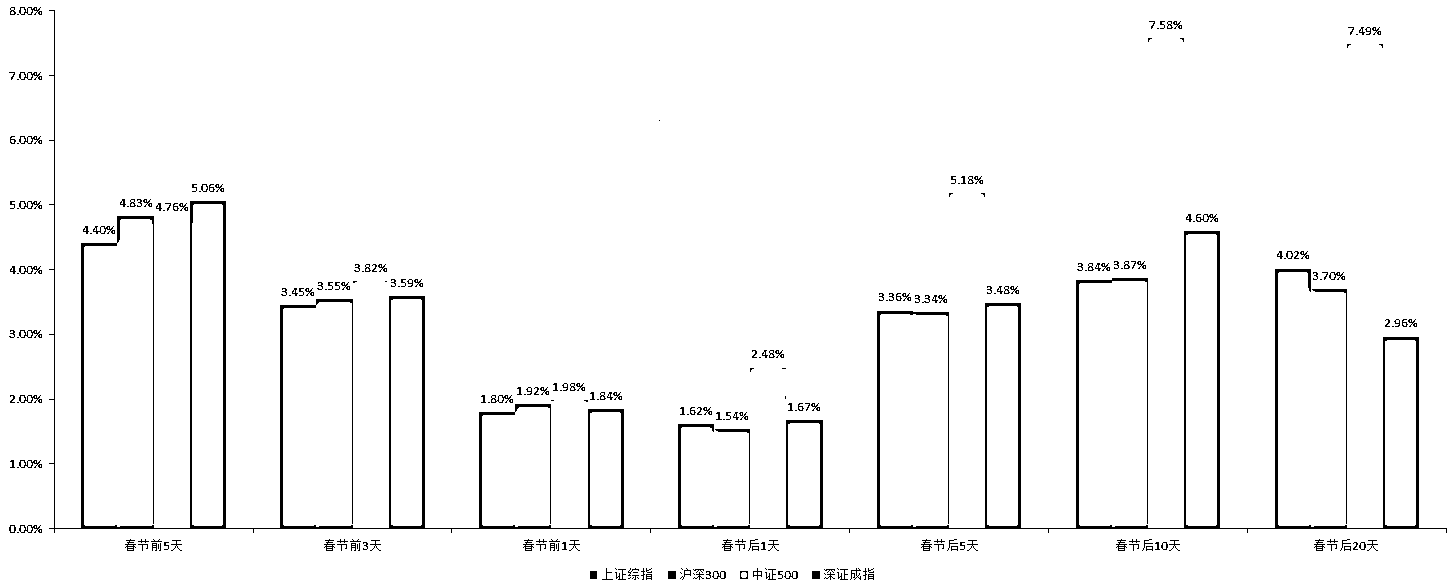 8.00%
7.00%
6.00%
5.00%
4.00%
3.00%
2.00%
1.00%
0.00%
4.40% 4.83% 4.76% 5.06%
3.45% 3.55% 3.82% 3.59%
1.80% 1.92% 1.98% 1.84%
1.62% 1.54% 2.48% 1.67%
3.36% 3.34% 5.18% 3.48%
3.84% 3.87% 7.58% 4.60%
4.02% 3.70% 7.49% 2.96%
春节前5天 春节前3天 春节前1天 春节后1天 春节后5天 春节后10天 春节后20天
上证综指 沪深300 中证500 深证成指